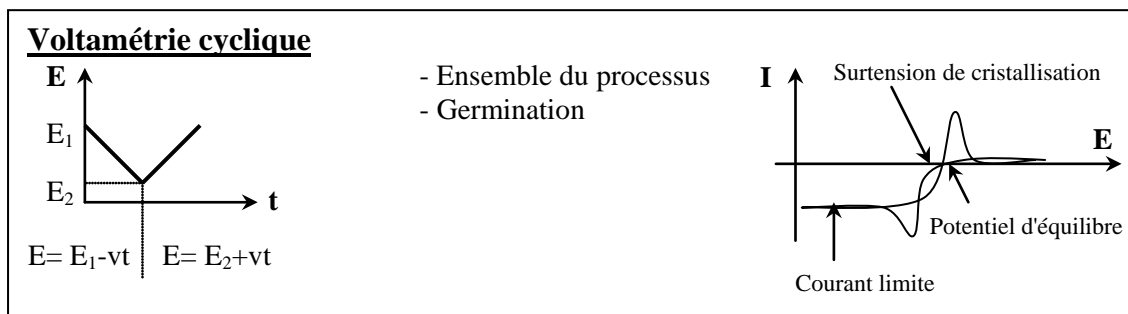 Voltamétrie cyclique
E
E1
E2
t
E= E1-vt
E= E2+vt
- Ensemble du processus
- Germination
Surtension de cristallisation
I
E
Potentiel d'équilibre
Courant limite